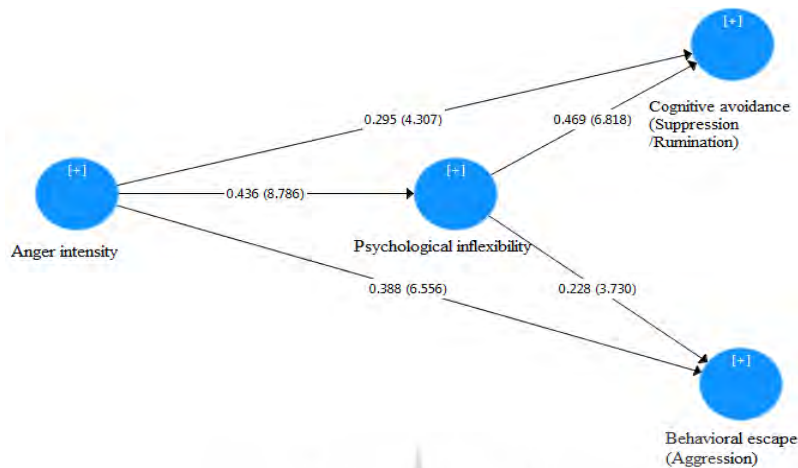 [+]
Cognitive avoidance
(Suppression
/Rumination)
0.295 (4.307)
0.469 (6.818)
[+]
0.436 (8.786)
[+]
Anger intensity
Psychological inflexibility
0.388 (6.556)
0.228 (3.730)
[+]
Behavioral escape
(Aggression)